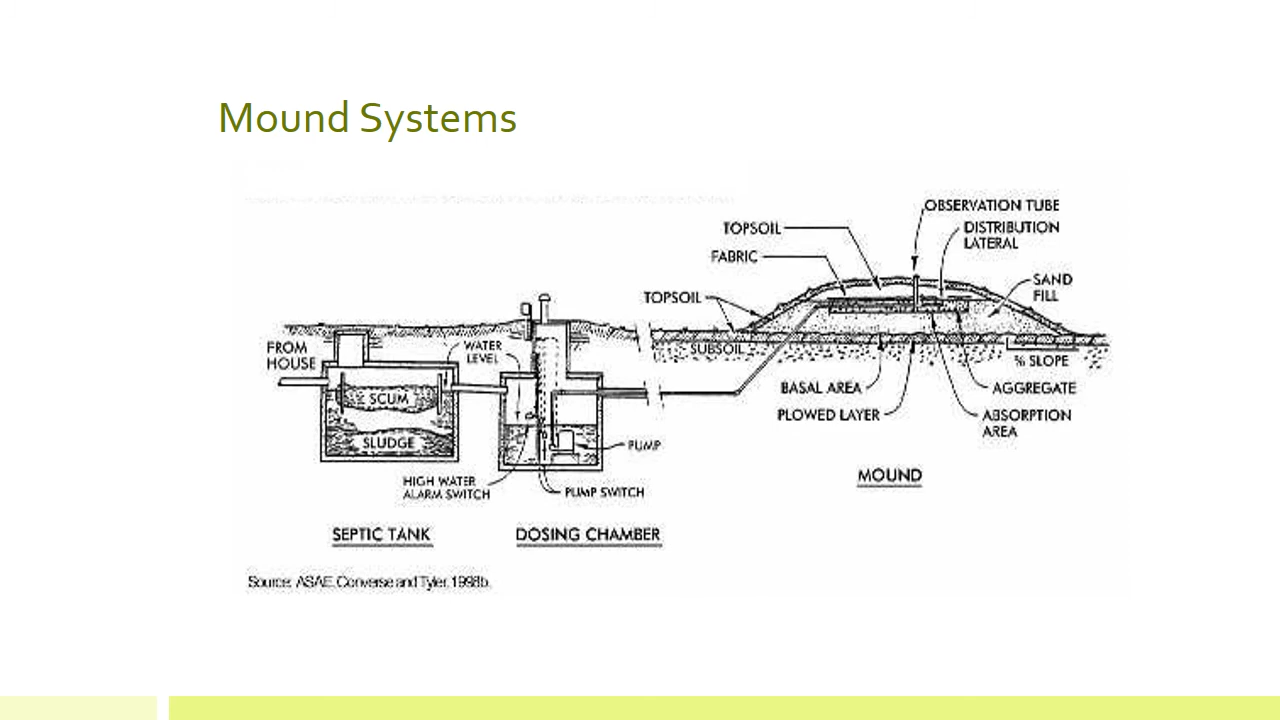 Mound Systems
OBSERVATION TUBE
TOPSOIL
DISTRIBUTION
LATERAL
FABRIC
SAND
FILL
TOPSOIL
FROM
HOUSE
WATER
LEVEL
SUBSOIL
% SLOPE
SCUM
BASAL AREA
AGGREGATE
PLOWED LAYER
ABSORPTION
AREA
SLUDGE
PUMP
MOUND
HIGH WATER
ALARM SWITCH
PUMP SWITCH
SEPTIC TANK
DOSING CHAMBER
Source: ASAE. Converse and Tyler. 1998b.